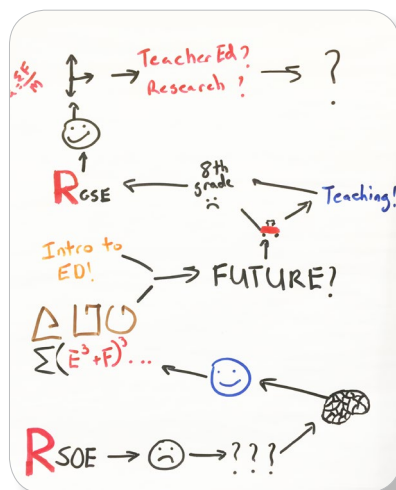 Teacher Ed?
Research?
?
RGSE
8th
grade
Teaching!
Intro to
ED!
FUTURE?
Σ(E³+F)³...
RSOE
???